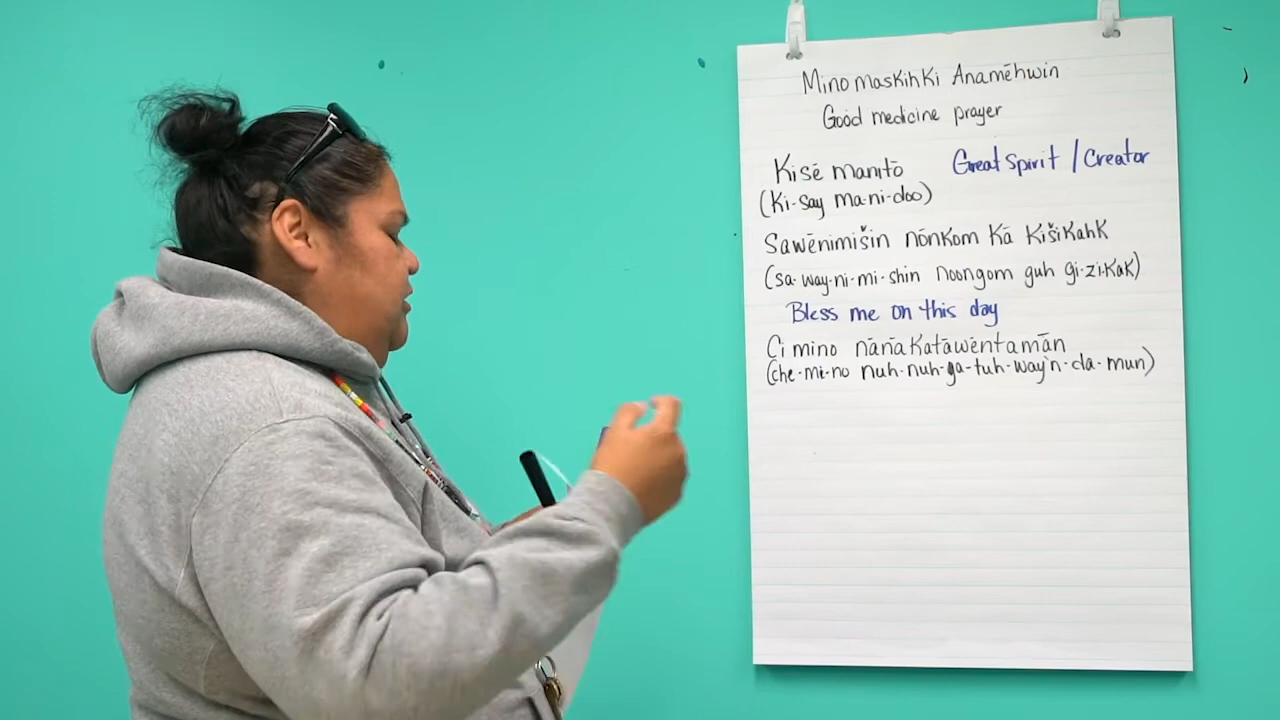 Mino maskihki Anamēhwin
Good medicine prayer
Kisē manitō Great spirit / Creator
(Ki-say ma-ni-doo)
Sawēnimišin nōnkom Kā Kišikahk
(sa-way-ni-mi-shin noongom guh gi-zi-kak)
Bless me on this day
Ci mino nānākatāwēntamān
(che-mi-no nuh-nuh-ga-tuh-way'n-da-mun)